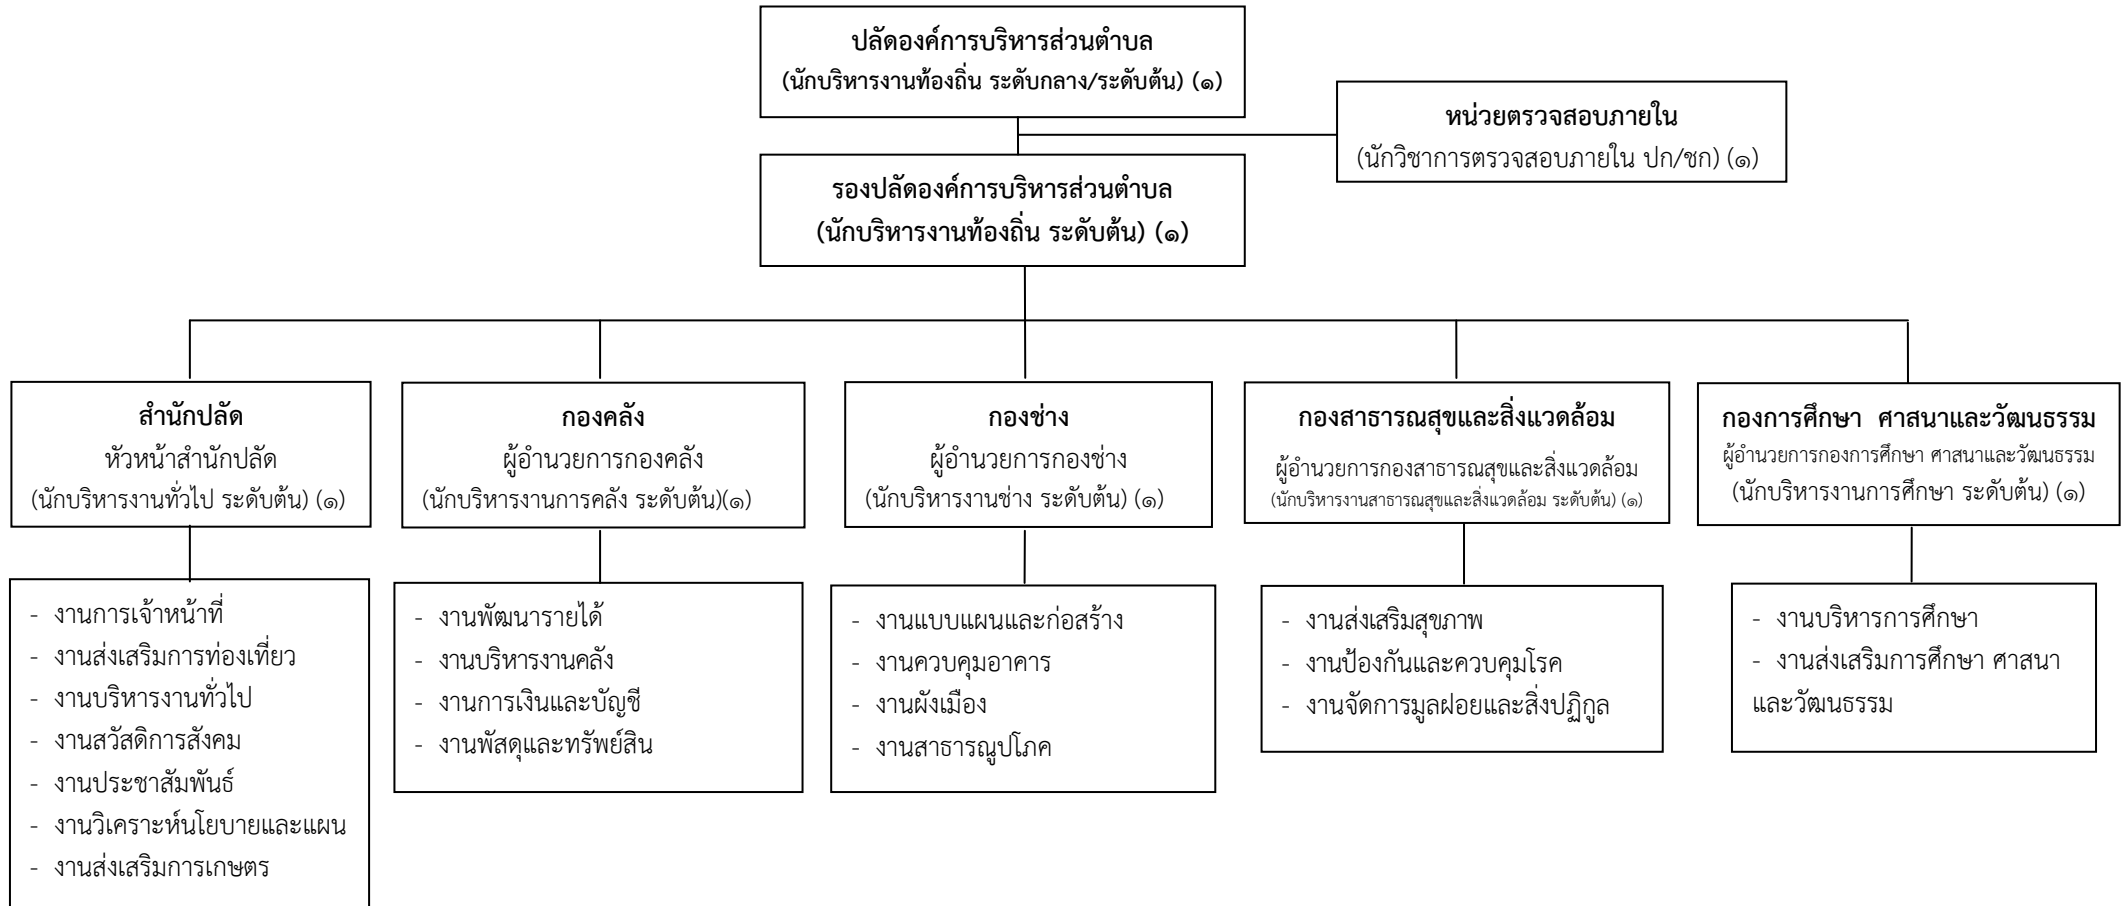 ปลัดองค์การบริหารส่วนตำบล
(นักบริหารงานท้องถิ่น ระดับกลาง/ระดับต้น) (๑)
หน่วยตรวจสอบภายใน
(นักวิชาการตรวจสอบภายใน ปก/ชก) (๑)
รองปลัดองค์การบริหารส่วนตำบล
(นักบริหารงานท้องถิ่น ระดับต้น) (๑)
สำนักปลัด
หัวหน้าสำนักปลัด
(นักบริหารงานทั่วไป ระดับต้น) (๑)
กองคลัง
ผู้อำนวยการกองคลัง
(นักบริหารงานการคลัง ระดับต้น)(๑)
กองช่าง
ผู้อำนวยการกองช่าง
(นักบริหารงานช่าง ระดับต้น) (๑)
กองสาธารณสุขและสิ่งแวดล้อม
ผู้อำนวยการกองสาธารณสุขและสิ่งแวดล้อม
(นักบริหารงานสาธารณสุขและสิ่งแวดล้อม ระดับต้น) (๑)
กองการศึกษา ศาสนาและวัฒนธรรม
ผู้อำนวยการกองการศึกษา ศาสนาและวัฒนธรรม
(นักบริหารงานการศึกษา ระดับต้น) (๑)
- งานการเจ้าหน้าที่
- งานส่งเสริมการท่องเที่ยว
- งานบริหารงานทั่วไป
- งานสวัสดิการสังคม
- งานประชาสัมพันธ์
- งานวิเคราะห์นโยบายและแผน
- งานส่งเสริมการเกษตร
- งานพัฒนารายได้
- งานบริหารงานคลัง
- งานการเงินและบัญชี
- งานพัสดุและทรัพย์สิน
- งานแบบแผนและก่อสร้าง
- งานควบคุมอาคาร
- งานผังเมือง
- งานสาธารณูปโภค
- งานส่งเสริมสุขภาพ
- งานป้องกันและควบคุมโรค
- งานจัดการมูลฝอยและสิ่งปฏิกูล
- งานบริหารการศึกษา
- งานส่งเสริมการศึกษา ศาสนา
และวัฒนธรรม